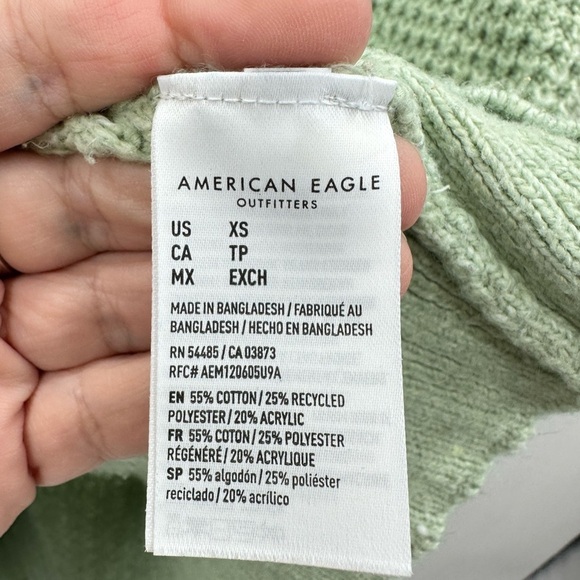 AMERICAN EAGLE
OUTFITTERS
US XS
CA TP
MX EXCH
MADE IN BANGLADESH / FABRIQUÉ AU
BANGLADESH / HECHO EN BANGLADESH
RN 54485 / CA 03873
RFC# AEM120605U9A
EN 55% COTTON / 25% RECYCLED
POLYESTER / 20% ACRYLIC
FR 55% COTON / 25% POLYESTER
RÉGÉNÉRÉ / 20% ACRYLIQUE
SP 55% algodón / 25% poliéster
reciclado / 20% acrílico